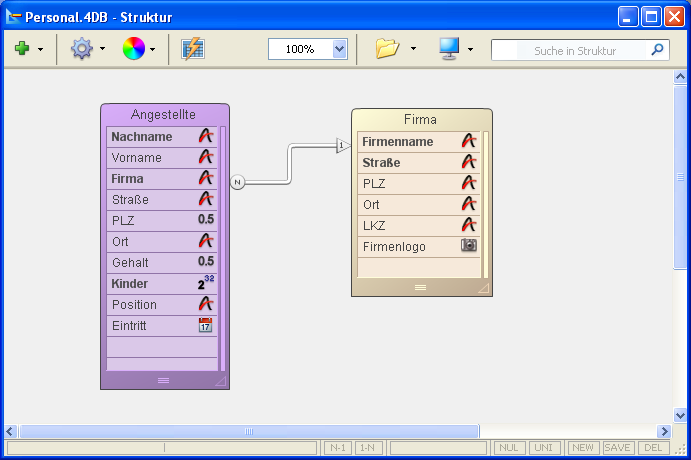 Personal.4DB - Struktur
100%
Suche in Struktur
Angestellte
Nachname
Vorname
Firma
Straße
PLZ 0.5
Ort
Gehalt 0.5
Kinder 2 32
Position
Eintritt 17
N
1
Firma
Firmenname
Straße
PLZ
Ort
LKZ
Firmenlogo
N-1 1-N NUL UNI NEW SAVE DEL